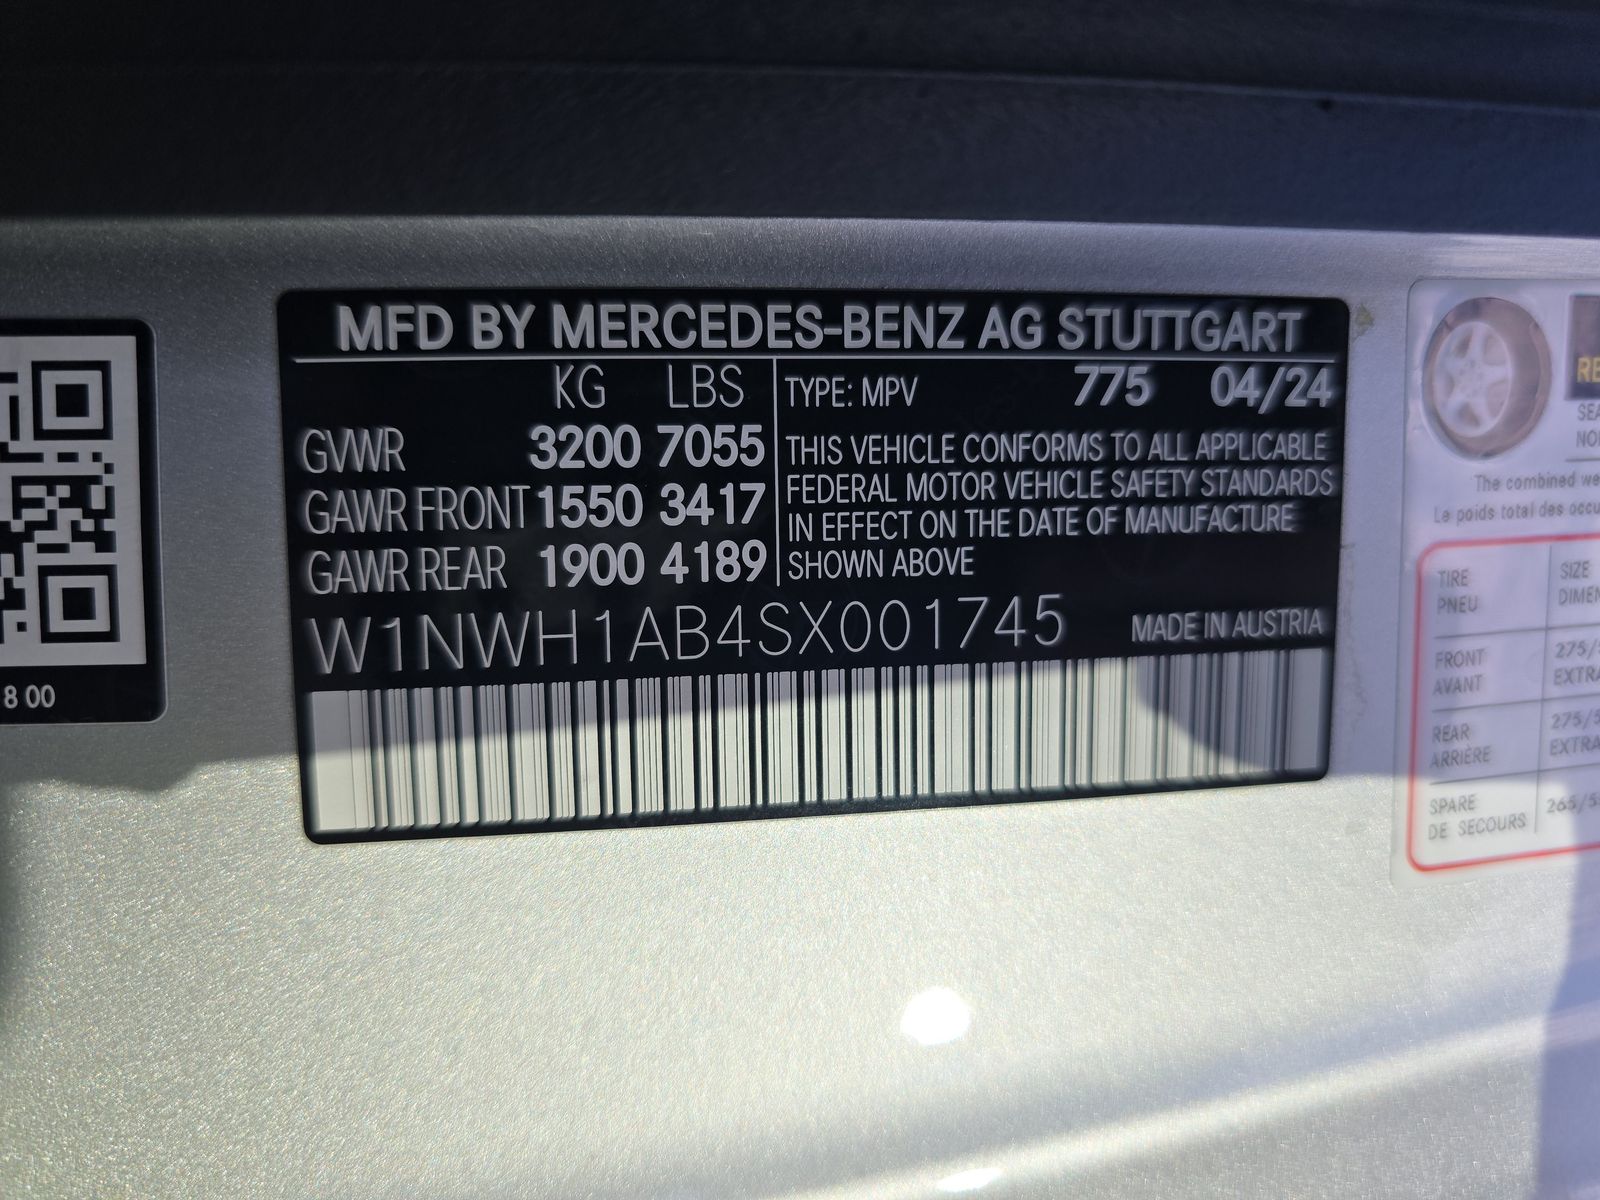 MFD BY MERCEDES-BENZ AG STUTTGART
KG LBS
GVWR 3200 7055
GAWR FRONT 1550 3417
GAWR REAR 1900 4189
TYPE: MPV 775 04/24
THIS VEHICLE CONFORMS TO ALL APPLICABLE
FEDERAL MOTOR VEHICLE SAFETY STANDARDS
IN EFFECT ON THE DATE OF MANUFACTURE
SHOWN ABOVE
W1NWH1AB4SX001745 MADE IN AUSTRIA
8 00
The combined
Le poids total des
TIRE SIZE
PNEU
FRONT 275/
AVANT
REAR 275/
ARRIÈRE
SPARE 265/
DE SECOURS